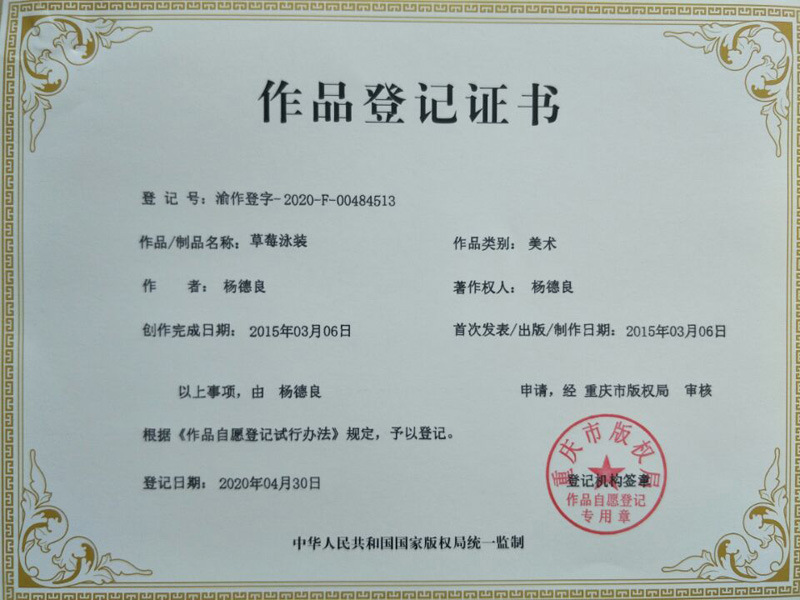 作品登记证书
登 记 号：渝作登字-2020-F-00484513
作品/制品名称：草莓泳装 作品类别： 美术
作 者： 杨德良 著作权人： 杨德良
创作完成日期： 2015年03月06日 首次发表/出版/制作日期：2015年03月06日
以上事项，由 杨德良 申请，经 重庆市版权局 审核
根据《作品自愿登记试行办法》规定，予以登记。
重庆市版权局
登记日期： 2020年04月30日 登记机构签章
作品自愿登记
专用章
中华人民共和国国家版权局统一监制